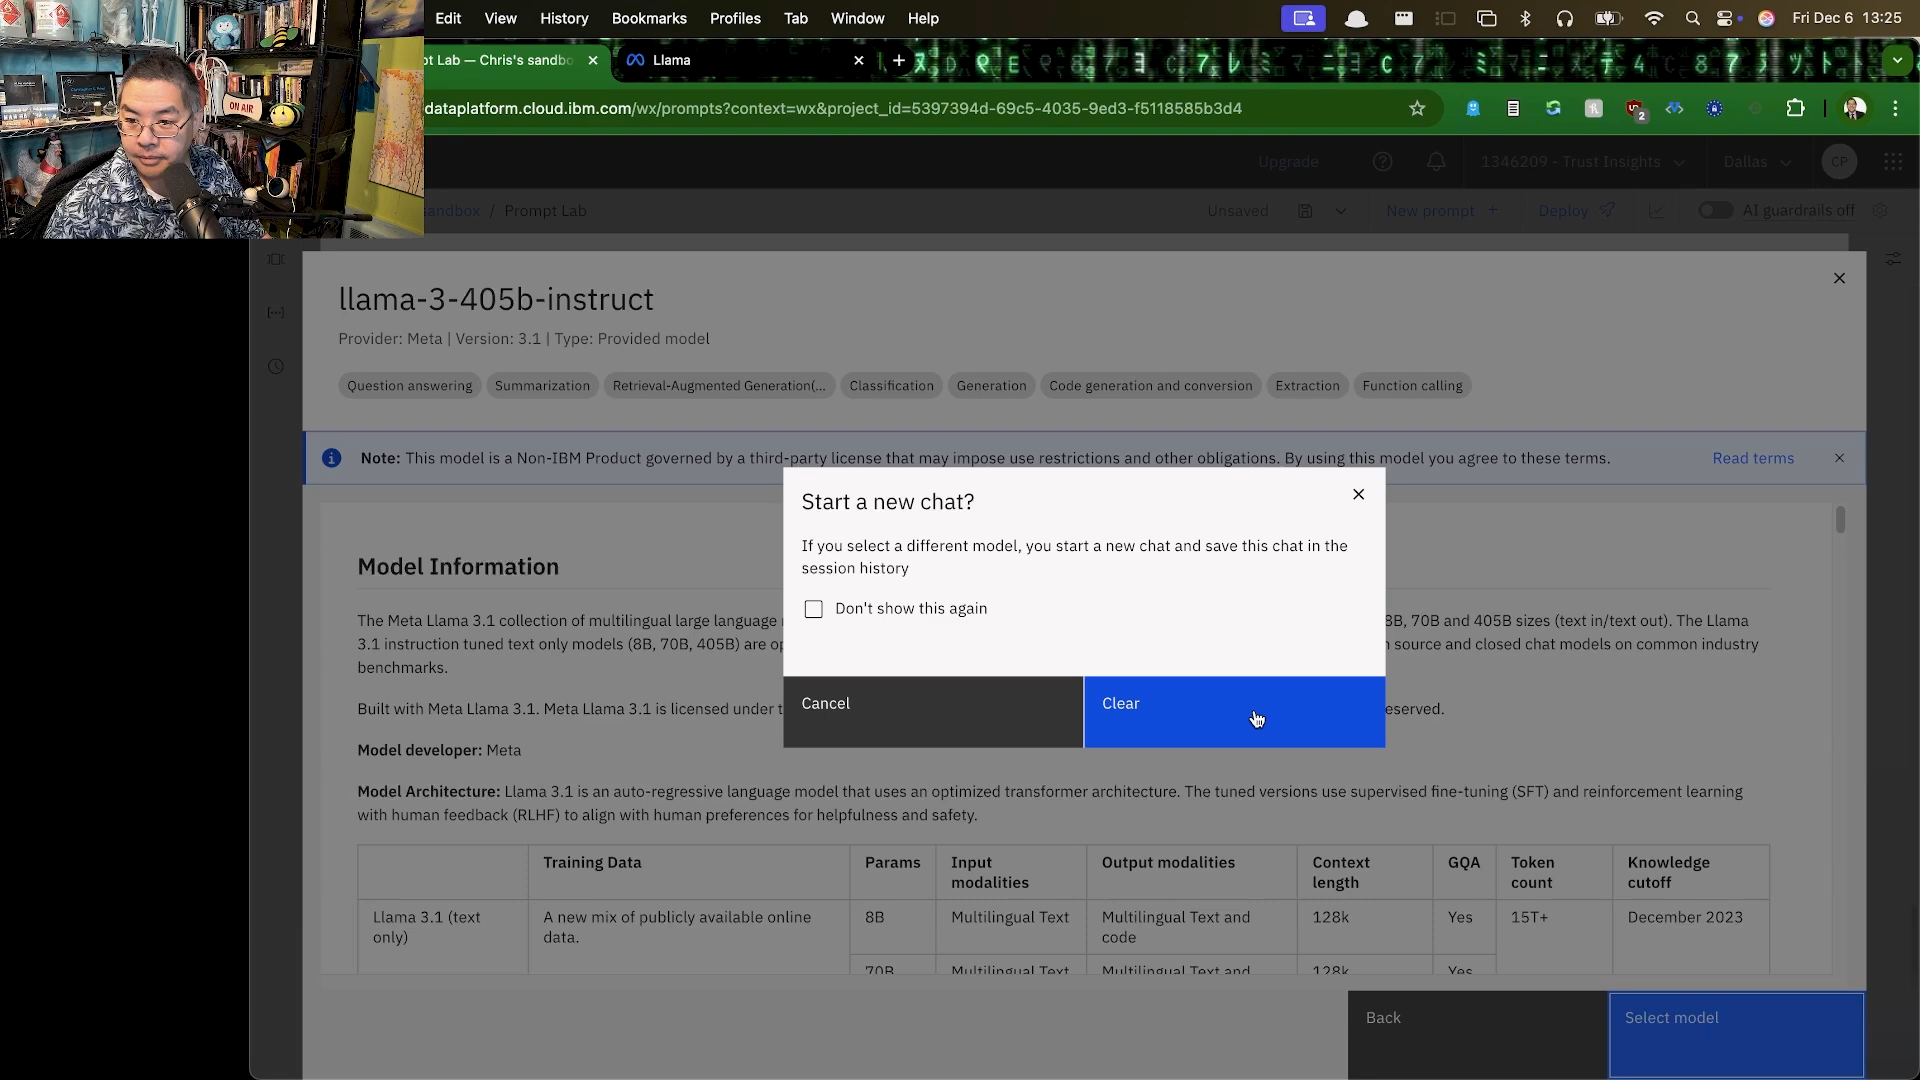 Edit View History Bookmarks Profiles Tab Window Help Fri Dec 6 13:25
pt Lab — Chris's sandbo Llama
dataplatform.cloud.ibm.com/wx/prompts?context=wx&project_id=5397394d-69c5-4035-9ed3-f5118585b3d4
2
ON AIR
Upgrade 1346209 - Trust Insights Dallas CP
sandbox / Prompt Lab Unsaved New prompt + Deploy AI guardrails off
llama-3-405b-instruct
Provider: Meta | Version: 3.1 | Type: Provided model
Question answering Summarization Retrieval-Augmented Generation(... Classification Generation Code generation and conversion Extraction Function calling
Note: This model is a Non-IBM Product governed by a third-party license that may impose use restrictions and other obligations. By using this model you agree to these terms. Read terms
Start a new chat?
If you select a different model, you start a new chat and save this chat in the
session history
Don't show this again
Cancel Clear
Model Information
The Meta Llama 3.1 collection of multilingual large language 8B, 70B and 405B sizes (text in/text out). The Llama
3.1 instruction tuned text only models (8B, 70B, 405B) are op source and closed chat models on common industry
benchmarks.
Built with Meta Llama 3.1. Meta Llama 3.1 is licensed under t eserved.
Model developer: Meta
Model Architecture: Llama 3.1 is an auto-regressive language model that uses an optimized transformer architecture. The tuned versions use supervised fine-tuning (SFT) and reinforcement learning
with human feedback (RLHF) to align with human preferences for helpfulness and safety.
Training Data Params Input modalities Output modalities Context length GQA Token count Knowledge cutoff
Llama 3.1 (text only) A new mix of publicly available online data. 8B Multilingual Text Multilingual Text and code 128k Yes 15T+ December 2023
70B Multilingual Text Multilingual Text and 128k Yes
Back Select model